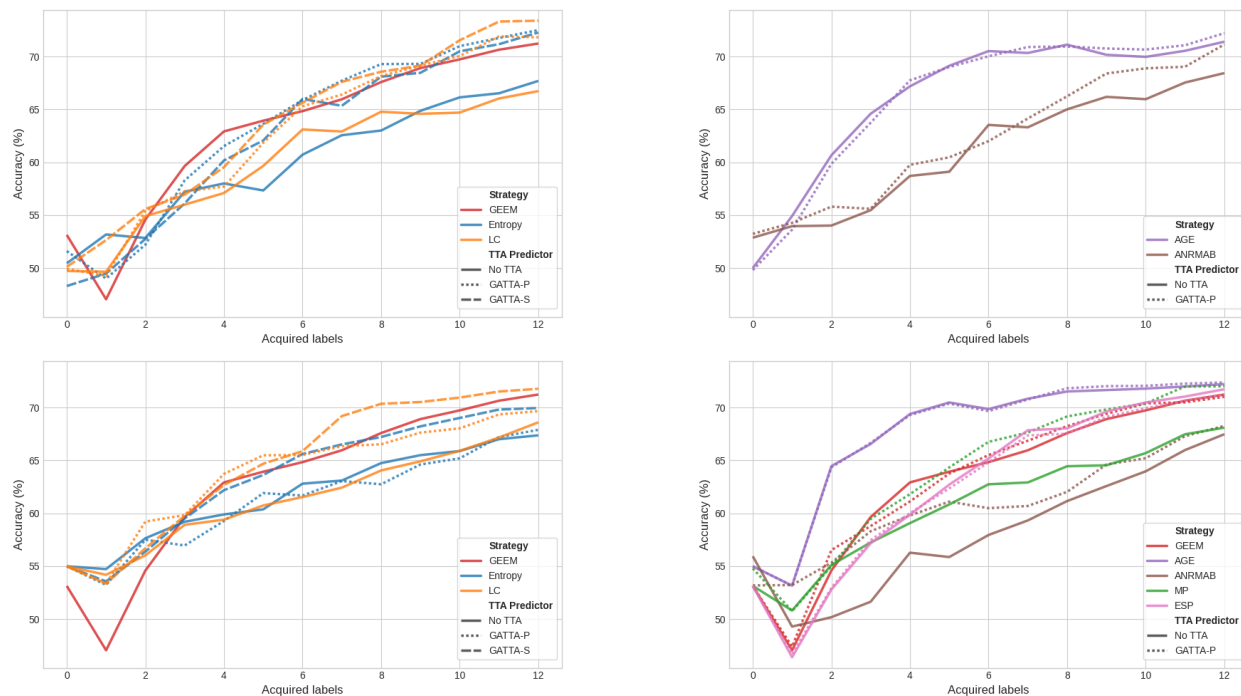 70
65
60
55
50
Accuracy (%)
0 2 4 6 8 10 12
Acquired labels
Strategy
GEEM
Entropy
LC
TTA Predictor
No TTA
GATTA-P
GATTA-S
70
65
60
55
50
Accuracy (%)
0 2 4 6 8 10 12
Acquired labels
Strategy
AGE
ANRMAB
TTA Predictor
No TTA
GATTA-P
70
65
60
55
50
Accuracy (%)
0 2 4 6 8 10 12
Acquired labels
Strategy
GEEM
Entropy
LC
TTA Predictor
No TTA
GATTA-P
GATTA-S
70
65
60
55
50
Accuracy (%)
0 2 4 6 8 10 12
Acquired labels
Strategy
GEEM
AGE
ANRMAB
MP
ESP
TTA Predictor
No TTA
GATTA-P